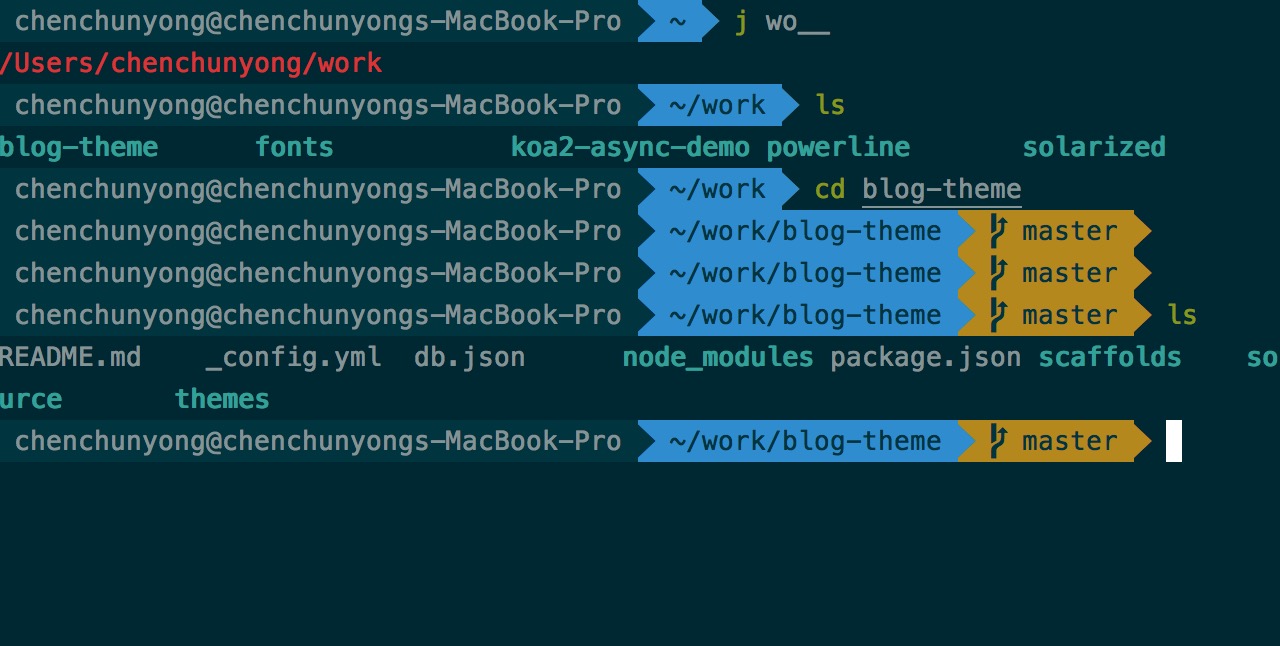 chenchunyong@chenchunyongs-MacBook-Pro ~ j wo__
/Users/chenchunyong/work
chenchunyong@chenchunyongs-MacBook-Pro ~/work ls
blog-theme fonts koa2-async-demo powerline solarized
chenchunyong@chenchunyongs-MacBook-Pro ~/work cd blog-theme
chenchunyong@chenchunyongs-MacBook-Pro ~/work/blog-theme master
chenchunyong@chenchunyongs-MacBook-Pro ~/work/blog-theme master
chenchunyong@chenchunyongs-MacBook-Pro ~/work/blog-theme master ls
README.md _config.yml db.json node_modules package.json scaffolds so
urce themes
chenchunyong@chenchunyongs-MacBook-Pro ~/work/blog-theme master